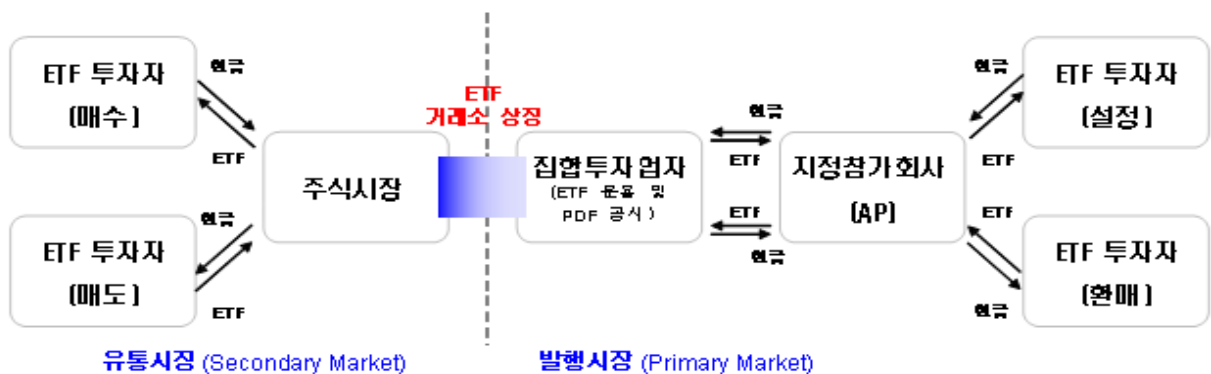 ETF 투자자
(매수)
현금
ETF
ETF 투자자
(매도)
현금
ETF
주식시장
ETF
거래소 상장
집합투자업자
(ETF 운용 및
PDF 공시)
현금
ETF
ETF
현금
지정참가회사
(AP)
현금
ETF
ETF 투자자
(설정)
ETF
현금
ETF 투자자
(환매)
유통시장 (Secondary Market)
발행시장 (Primary Market)